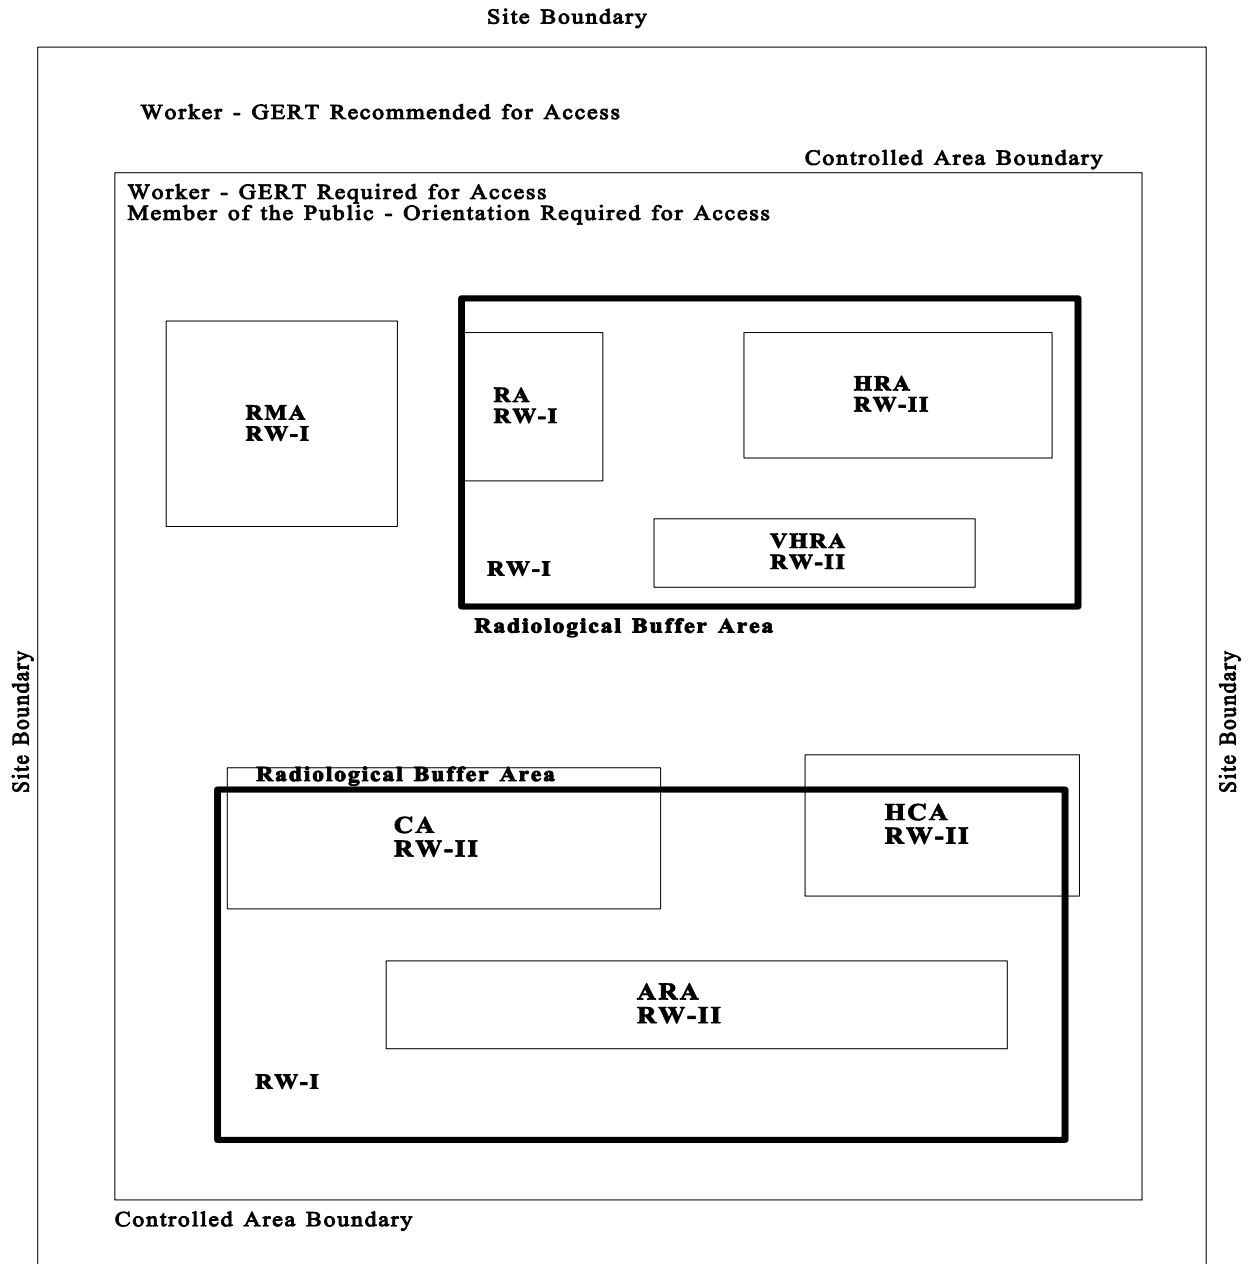 Site Boundary
Worker - GERT Recommended for Access
Controlled Area Boundary
Worker - GERT Required for Access
Member of the Public - Orientation Required for Access
RMA
RW-I
RA
RW-I
HRA
RW-II
VHRA
RW-II
RW-I
Radiological Buffer Area
Site Boundary
Site Boundary
Radiological Buffer Area
CA
RW-II
HCA
RW-II
ARA
RW-II
RW-I
Controlled Area Boundary